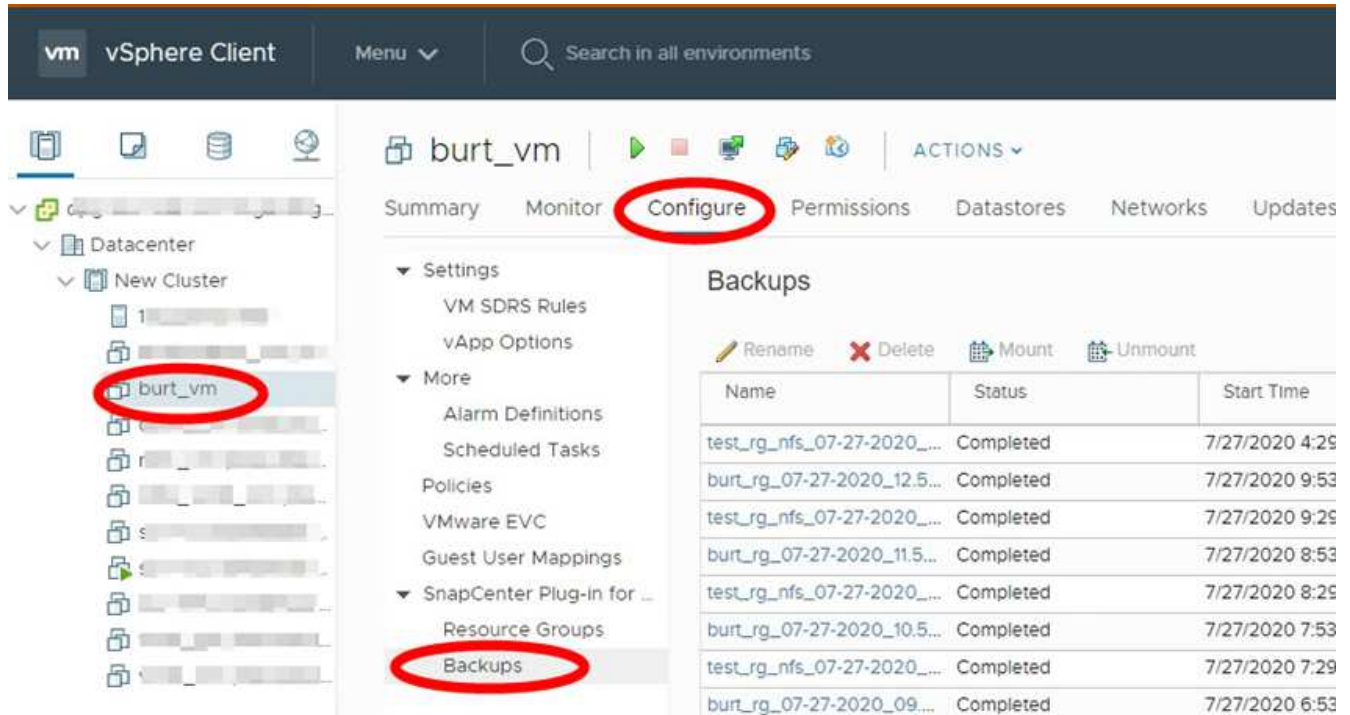 vm vSphere Client Menu Search in all environments
burt_vm ACTIONS
Summary Monitor Configure Permissions Datastores Networks Updates
Datacenter
New Cluster
burt_vm
Settings
VM SDRS Rules
vApp Options
More
Alarm Definitions
Scheduled Tasks
Policies
VMware EVC
Guest User Mappings
SnapCenter Plug-in for ...
Resource Groups
Backups
Backups
Rename Delete Mount Unmount
Name Status Start Time
test_rg_nfs_07-27-2020_... Completed 7/27/2020 4:29
burt_rg_07-27-2020_12.5... Completed 7/27/2020 9:53
test_rg_nfs_07-27-2020_... Completed 7/27/2020 9:29
burt_rg_07-27-2020_11.5... Completed 7/27/2020 8:53
test_rg_nfs_07-27-2020_... Completed 7/27/2020 8:29
burt_rg_07-27-2020_10.5... Completed 7/27/2020 7:53
test_rg_nfs_07-27-2020_... Completed 7/27/2020 7:29
burt_rg_07-27-2020_09.... Completed 7/27/2020 6:53